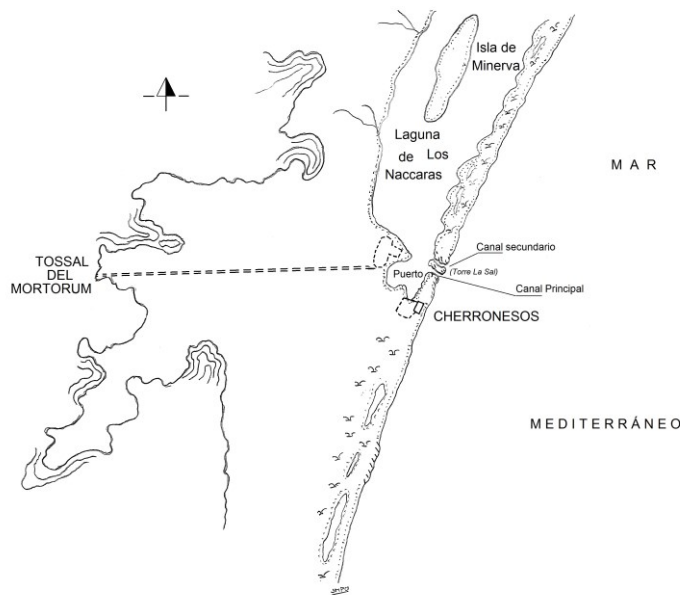 Isla de
Minerva
Laguna
de Los
Naccaras
MAR
Canal secundario
TOSSAL
DEL
MORTORUM
Puerto
(Torre La Sal)
Canal Principal
CHERRONESOS
MEDITERRÁNEO